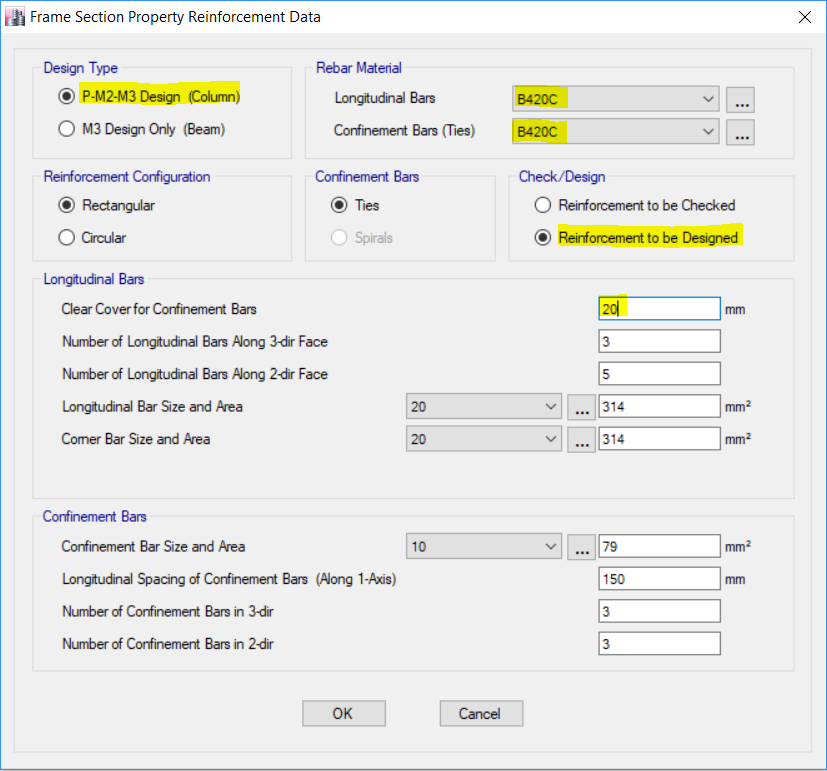 Frame Section Property Reinforcement Data
Design Type
P-M2-M3 Design (Column)
M3 Design Only (Beam)
Rebar Material
Longitudinal Bars B420C ...
Confinement Bars (Ties) B420C ...
Reinforcement Configuration
Rectangular
Circular
Confinement Bars
Ties
Spirals
Check/Design
Reinforcement to be Checked
Reinforcement to be Designed
Longitudinal Bars
Clear Cover for Confinement Bars 20 mm
Number of Longitudinal Bars Along 3-dir Face 3
Number of Longitudinal Bars Along 2-dir Face 5
Longitudinal Bar Size and Area 20 ... 314 mm²
Corner Bar Size and Area 20 ... 314 mm²
Confinement Bars
Confinement Bar Size and Area 10 ... 79 mm²
Longitudinal Spacing of Confinement Bars (Along 1-Axis) 150 mm
Number of Confinement Bars in 3-dir 3
Number of Confinement Bars in 2-dir 3
OK Cancel